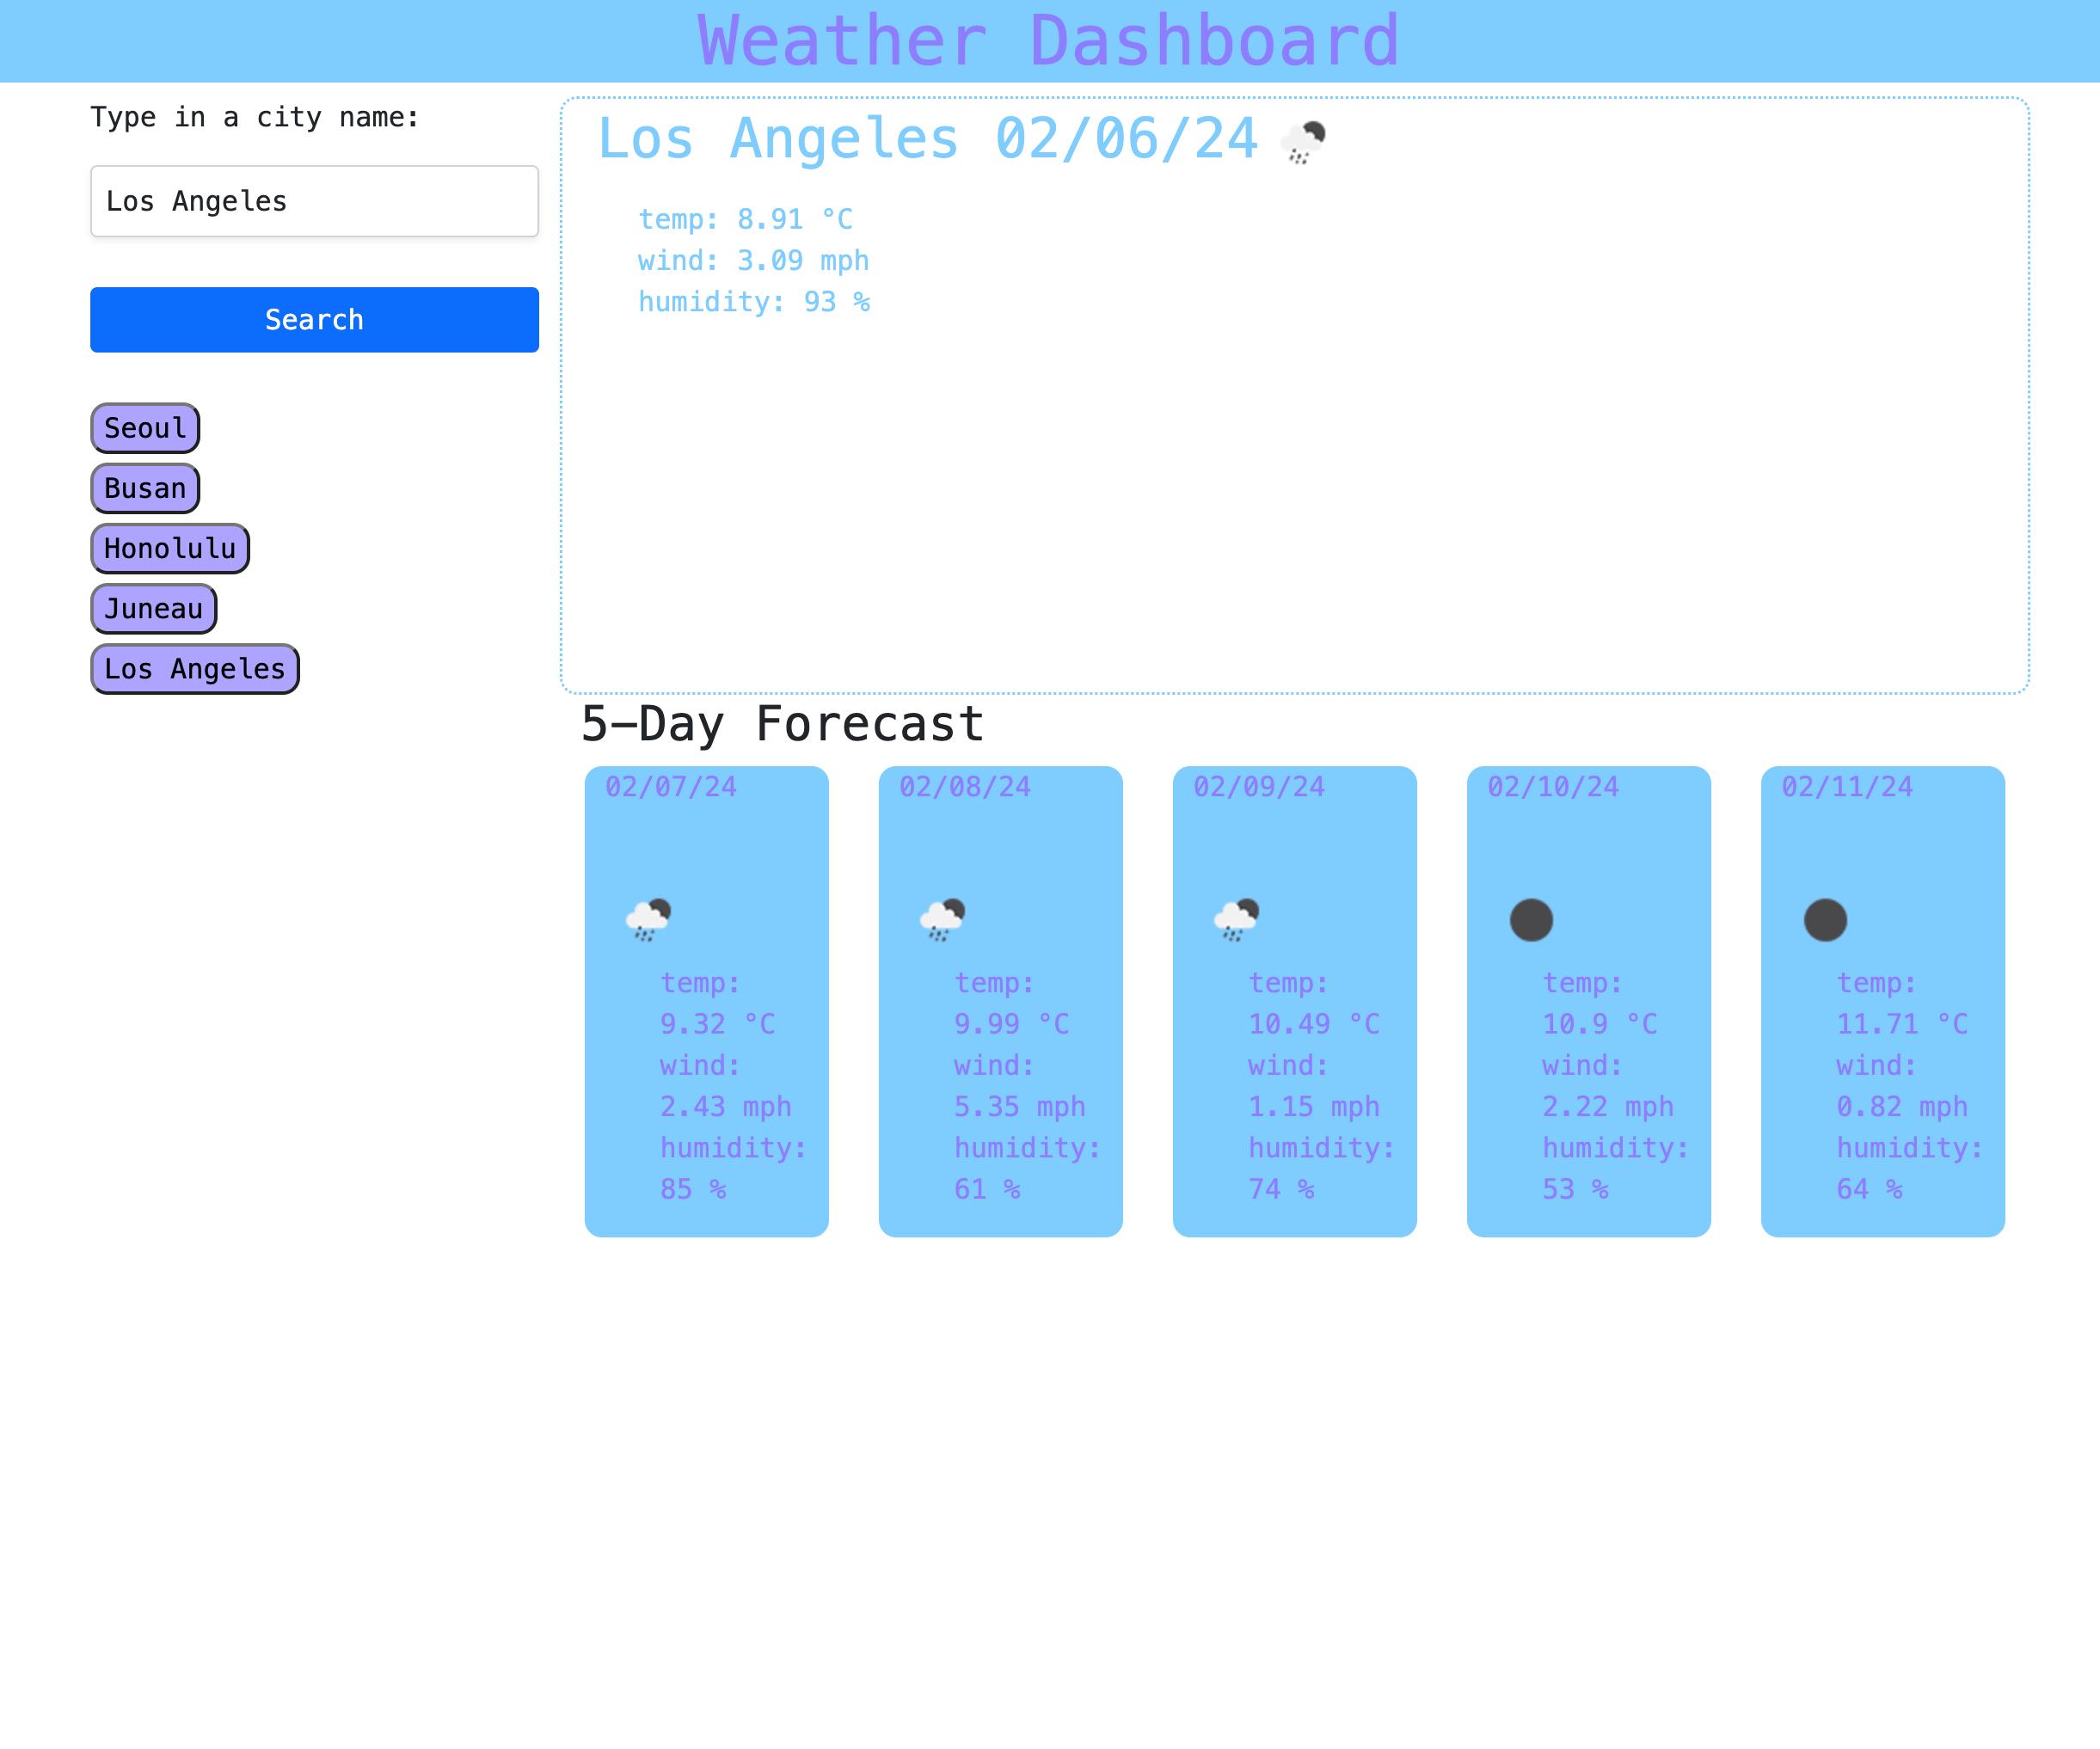 Weather Dashboard
Type in a city name:
Los Angeles
Search
Seoul
Busan
Honolulu
Juneau
Los Angeles
Los Angeles 02/06/24
temp: 8.91 °C
wind: 3.09 mph
humidity: 93 %
5-Day Forecast
02/07/24
temp:
9.32 °C
wind:
2.43 mph
humidity:
85 %
02/08/24
temp:
9.99 °C
wind:
5.35 mph
humidity:
61 %
02/09/24
temp:
10.49 °C
wind:
1.15 mph
humidity:
74 %
02/10/24
temp:
10.9 °C
wind:
2.22 mph
humidity:
53 %
02/11/24
temp:
11.71 °C
wind:
0.82 mph
humidity:
64 %